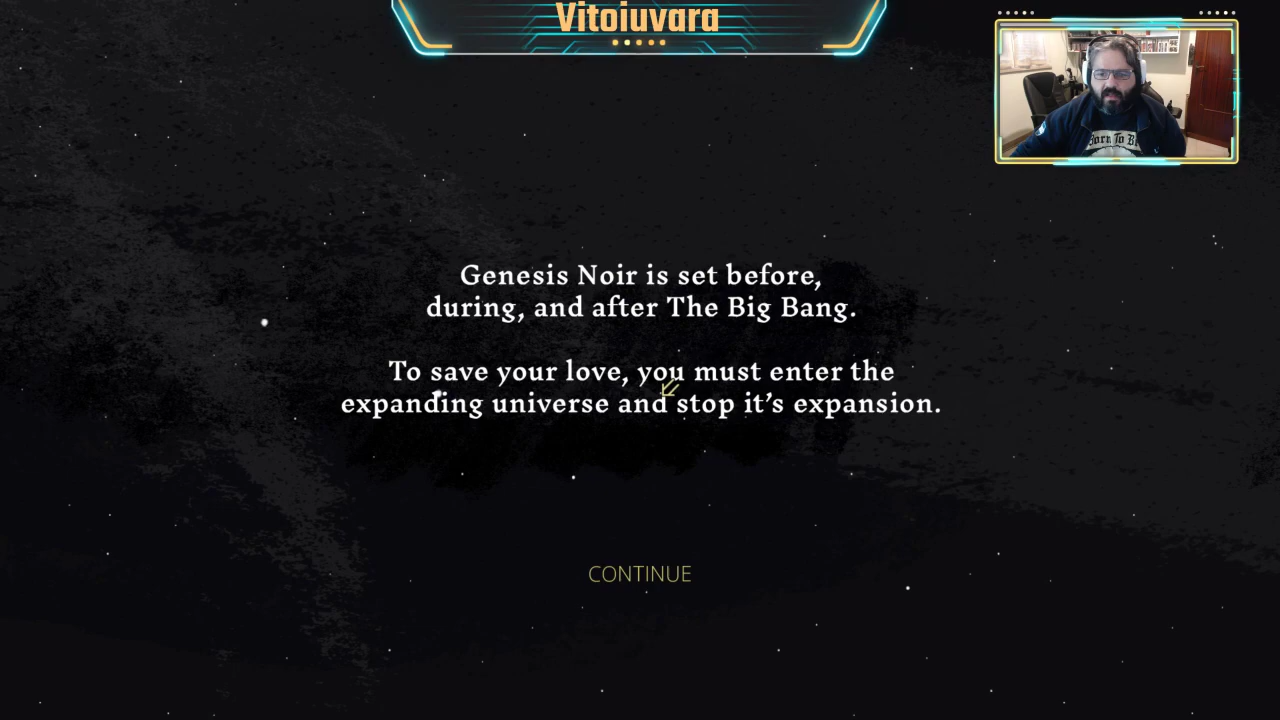 Vitoiuvara
Genesis Noir is set before,
during, and after The Big Bang.
To save your love, you must enter the
expanding universe and stop it’s expansion.
CONTINUE